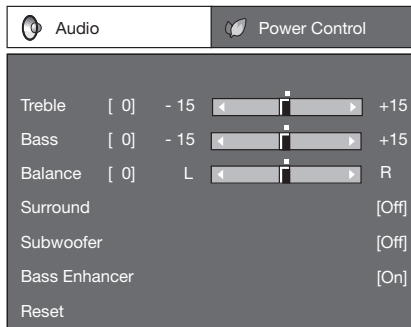 Audio Power Control
Treble [ 0] - 15 +15
Bass [ 0] - 15 +15
Balance [ 0] L R
Surround [Off]
Subwoofer [Off]
Bass Enhancer [On]
Reset